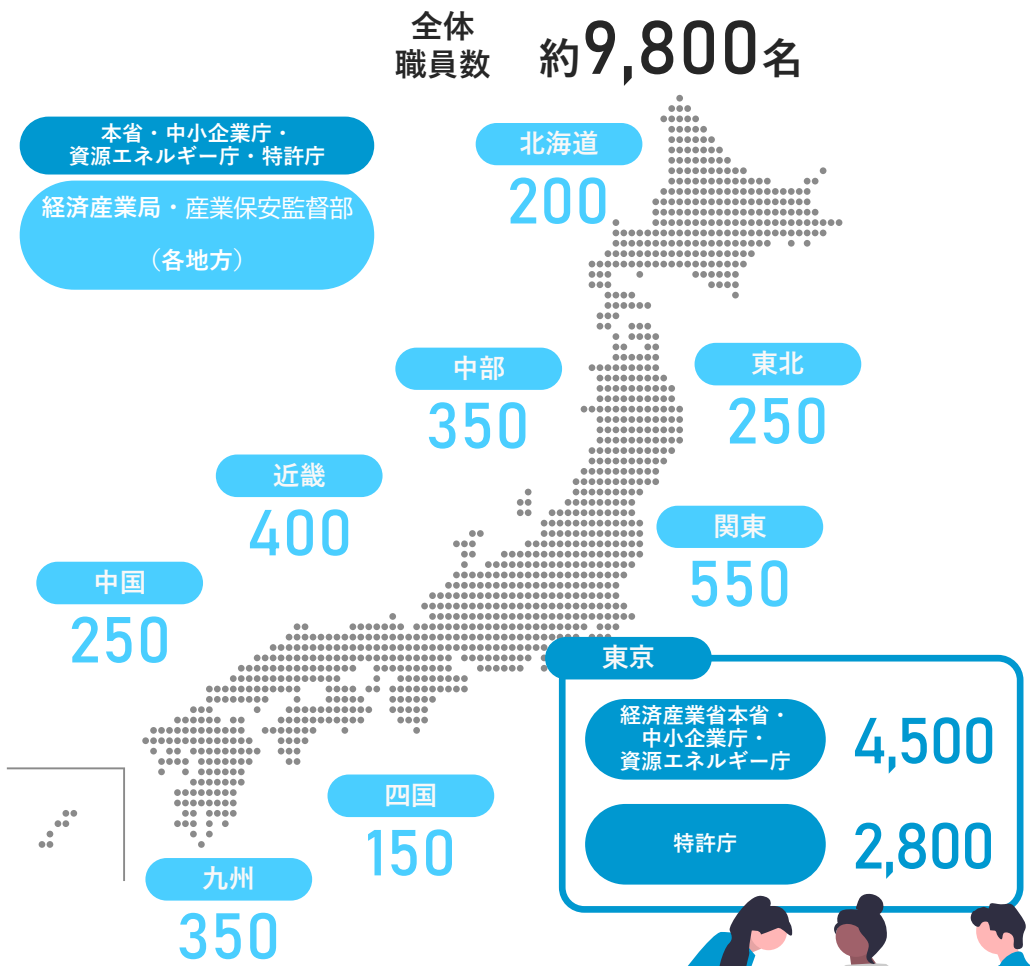 全体
職員数
約9,800名
本省・中小企業庁・
資源エネルギー庁・特許庁
経済産業局・産業保安監督部
（各地方）
北海道
200
中部
350
東北
250
近畿
400
関東
550
中国
250
東京
経済産業省本省・
中小企業庁・
資源エネルギー庁
4,500
特許庁
2,800
四国
150
九州
350